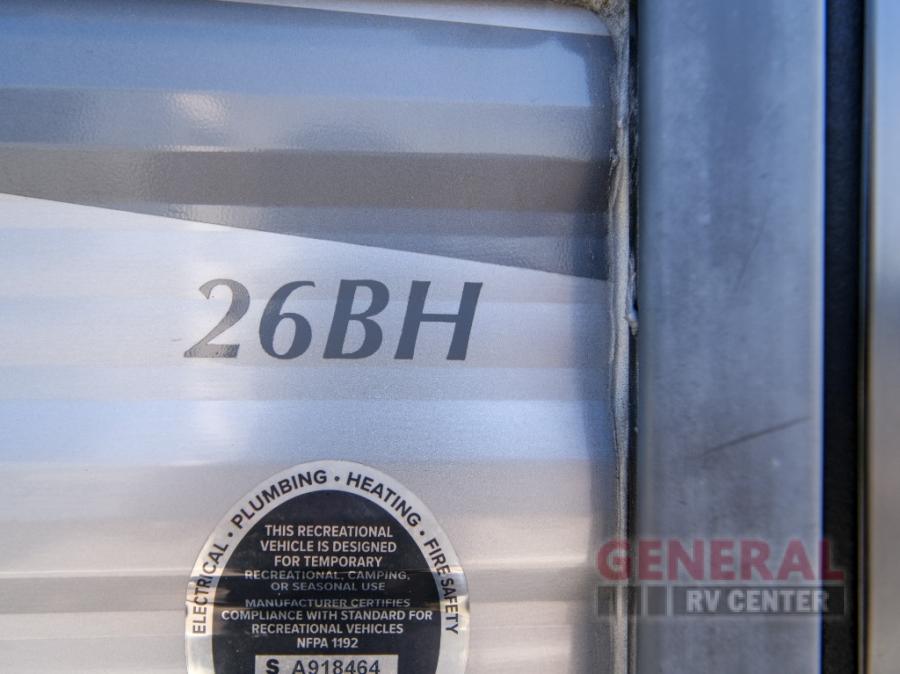 26BH
ELECTRICAL • PLUMBING • HEATING • FIRE SAFETY
THIS RECREATIONAL
VEHICLE IS DESIGNED
FOR TEMPORARY
RECREATIONAL, CAMPING,
OR SEASONAL USE
MANUFACTURER CERTIFIES
COMPLIANCE WITH STANDARD FOR
RECREATIONAL VEHICLES
NFPA 1192
S A918464
GENERAL
RV CENTER